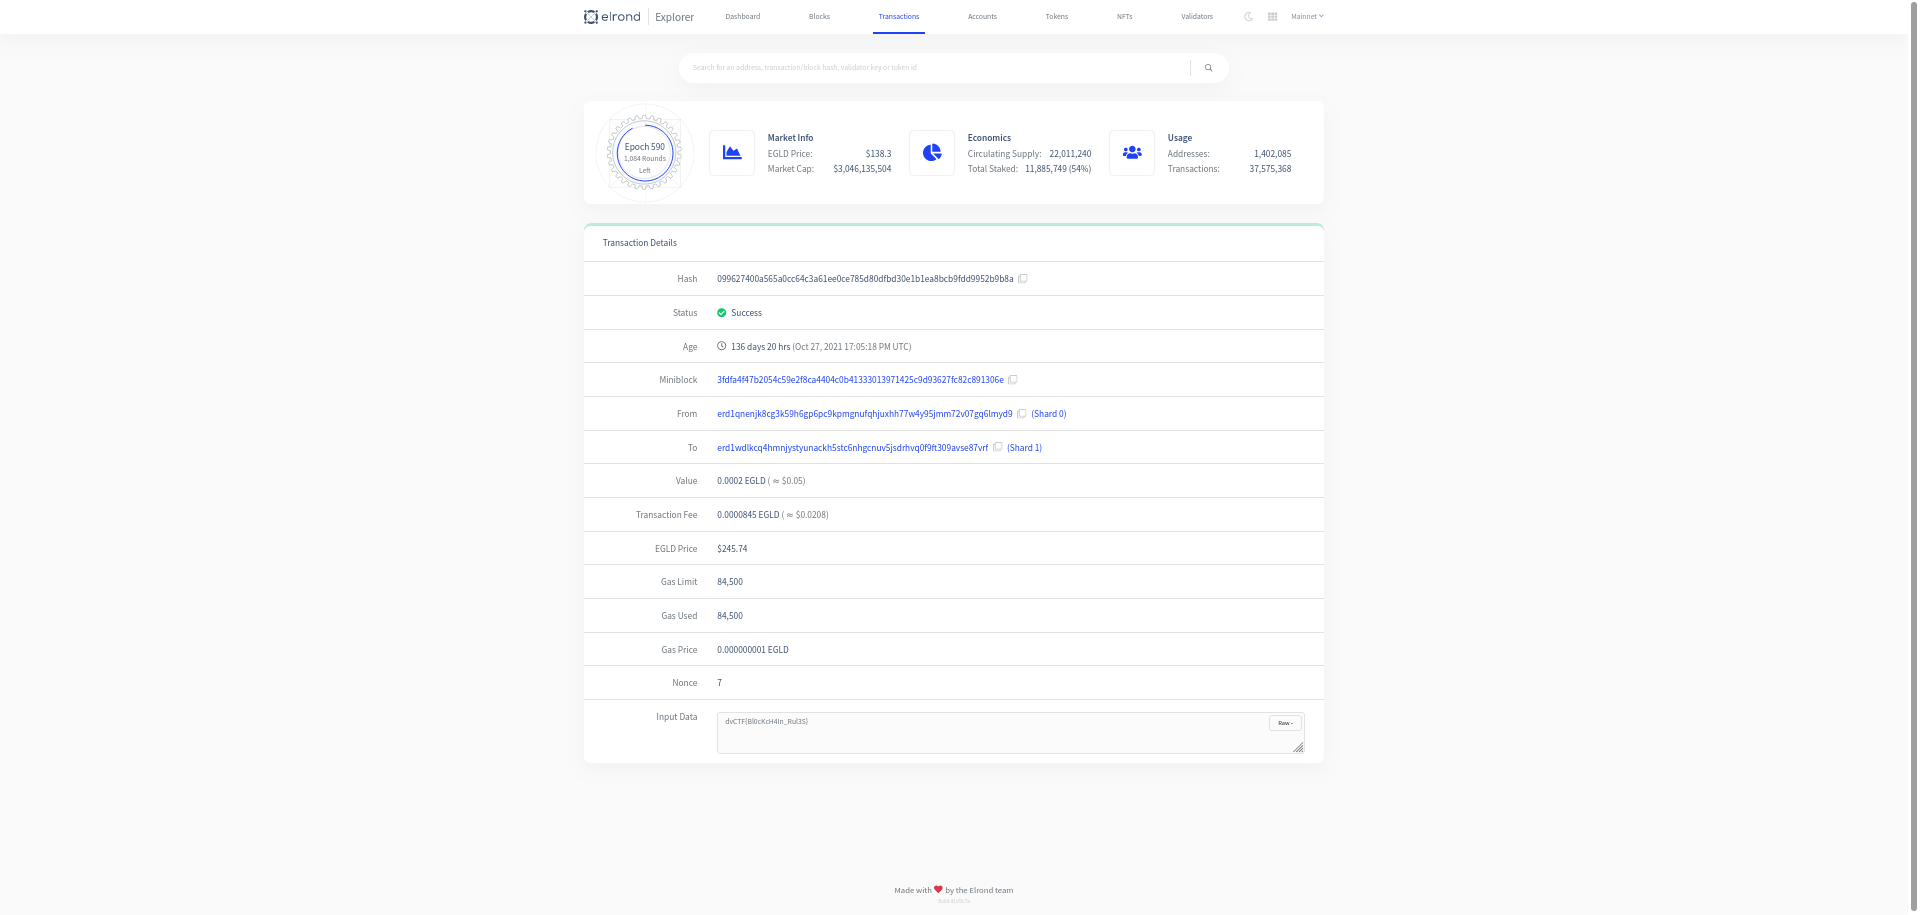 elrond Explorer Dashboard Blocks Transactions Accounts Tokens NFTs Validators Mainnet
Search for an address, transaction/block hash, validator key or token id
Epoch 590
1,084 Rounds
Left
Market Info
EGLD Price: $138.3
Market Cap: $3,046,135,504
Economics
Circulating Supply: 22,011,240
Total Staked: 11,885,749 (54%)
Usage
Addresses: 1,402,085
Transactions: 37,575,368
Transaction Details
Hash 099627400a565a0cc64c3a61ee0ce785d80dfbd30e1b1ea8bcb9fdd9952b9b8a
Status Success
Age 136 days 20 hrs (Oct 27, 2021 17:05:18 PM UTC)
Miniblock 3fdfa4f47b2054c59e2f8ca4404c0b41333013971425c9d93627fc82c891306e
From erd1qnenjk8cg3k59h6gp6pc9kpmgnufqhjuxhh77w4y95jmm72v07gq6lmyd9 (Shard 0)
To erd1wdlkcq4hmnjystyunackh5stc6nhgcnuv5jsdrhvq0f9ft309avse87vrf (Shard 1)
Value 0.0002 EGLD ( ≈ $0.05)
Transaction Fee 0.0000845 EGLD ( ≈ $0.0208)
EGLD Price $245.74
Gas Limit 84,500
Gas Used 84,500
Gas Price 0.000000001 EGLD
Nonce 7
Input Data dvCTF{Bl0cKcH4In_Rul3S} Raw
Made with ❤ by the Elrond team